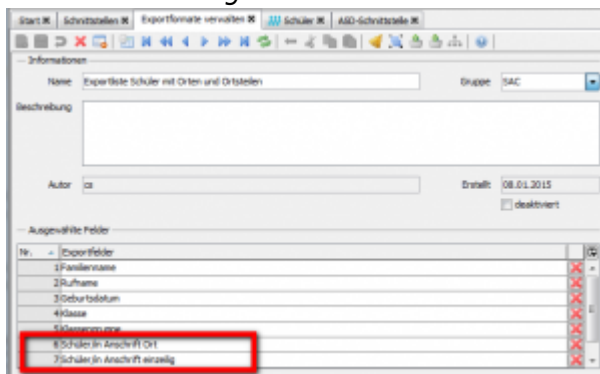 Start Schnittstellen Exportformate verwalten Schüler ASD-Schnittstelle
Informationen
Name Exportliste Schüler mit Orten und Ortsteilen Gruppe SAC
Beschreibung
Autor cs Erstellt 08.01.2015
deaktiviert
Ausgewählte Felder
Nr. Exportfelder
1 Familienname
2 Rufname
3 Geburtsdatum
4 Klasse
5 Klassengruppe
6 Schüler/in Anschrift Ort
7 Schüler/in Anschrift einzeilig